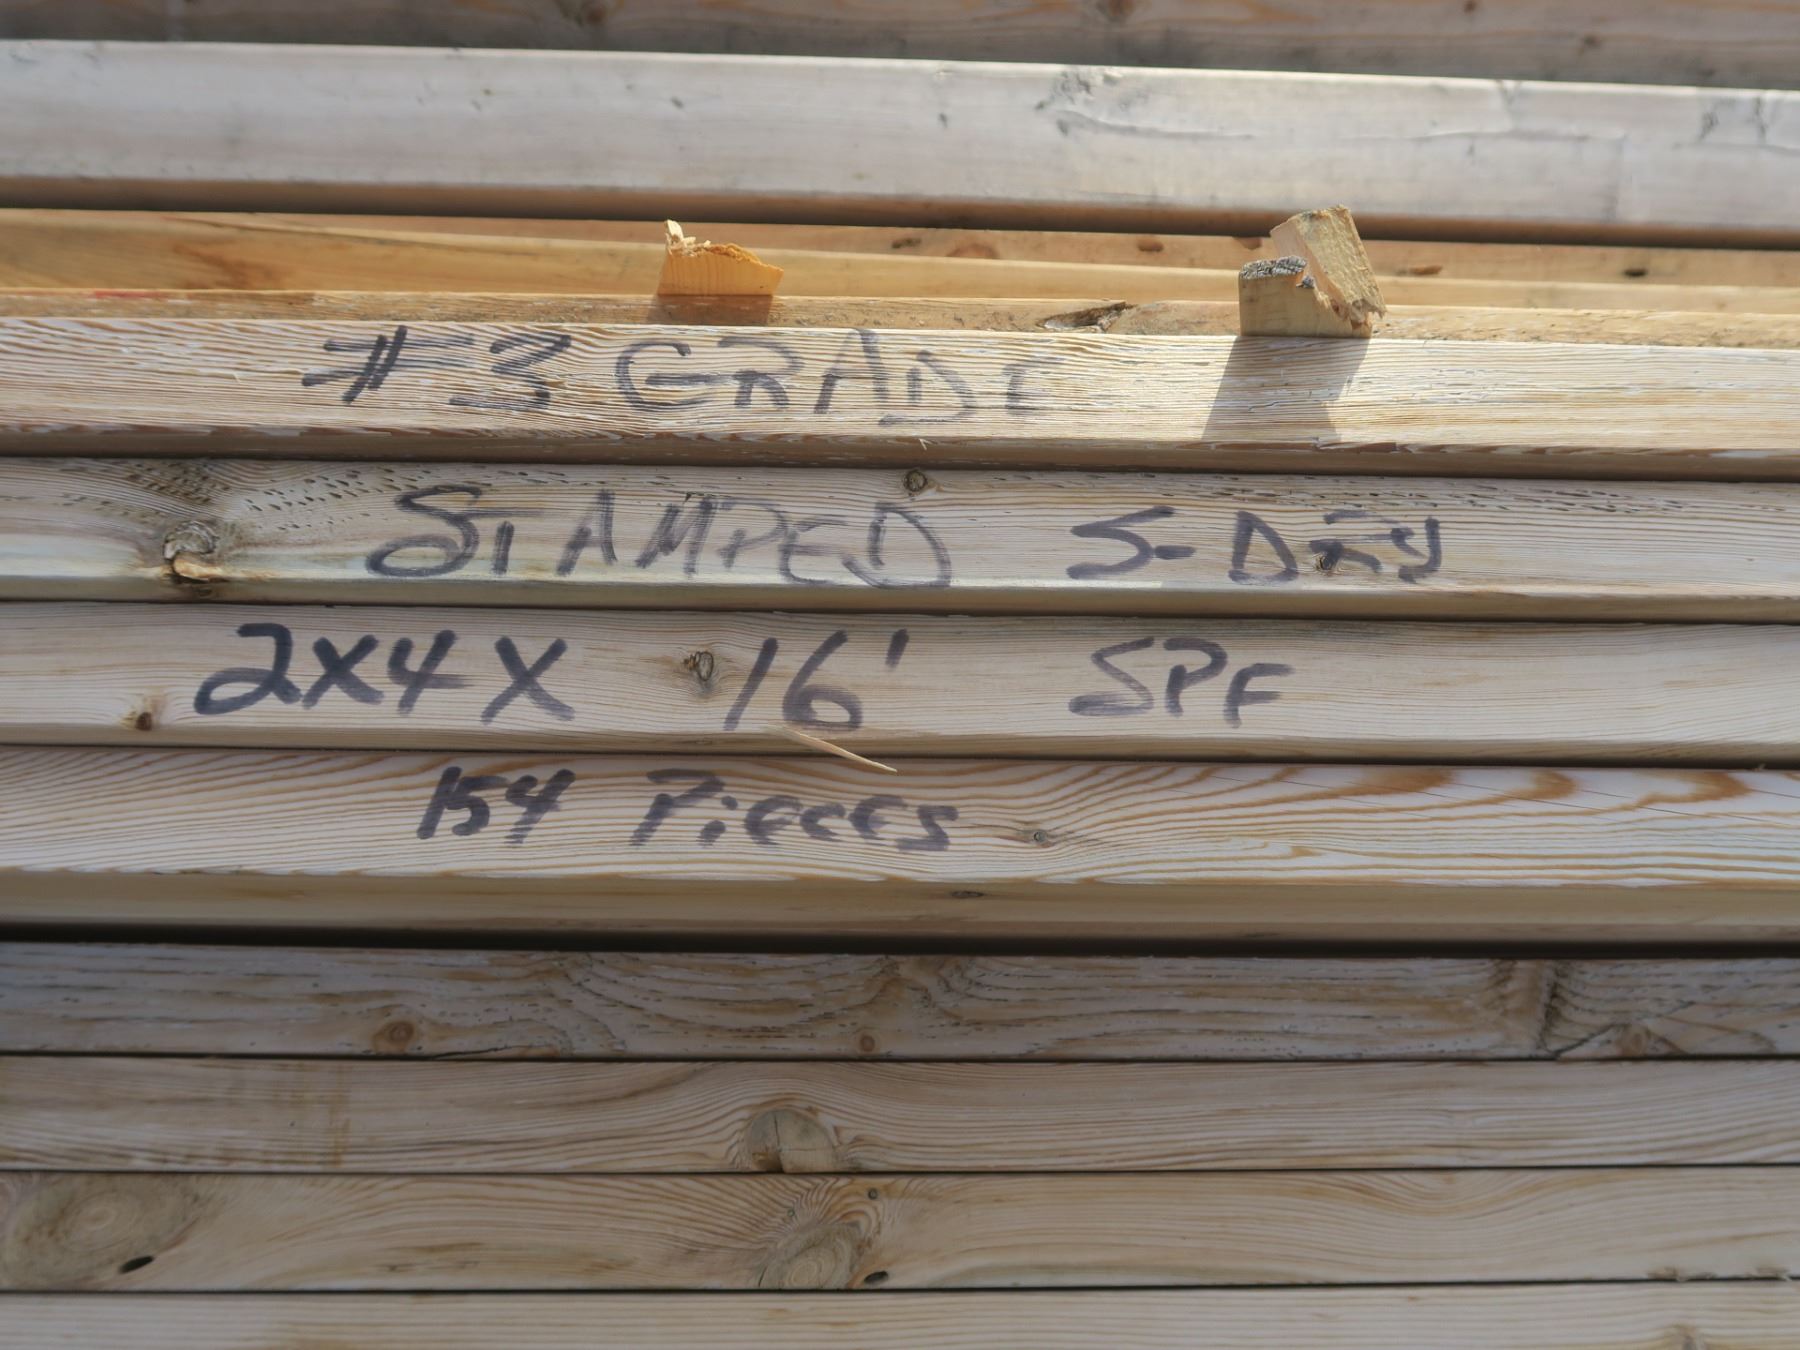 #3 GRADE
STAMPED S-DRY
2X4X 16' SPF
154 PiECES